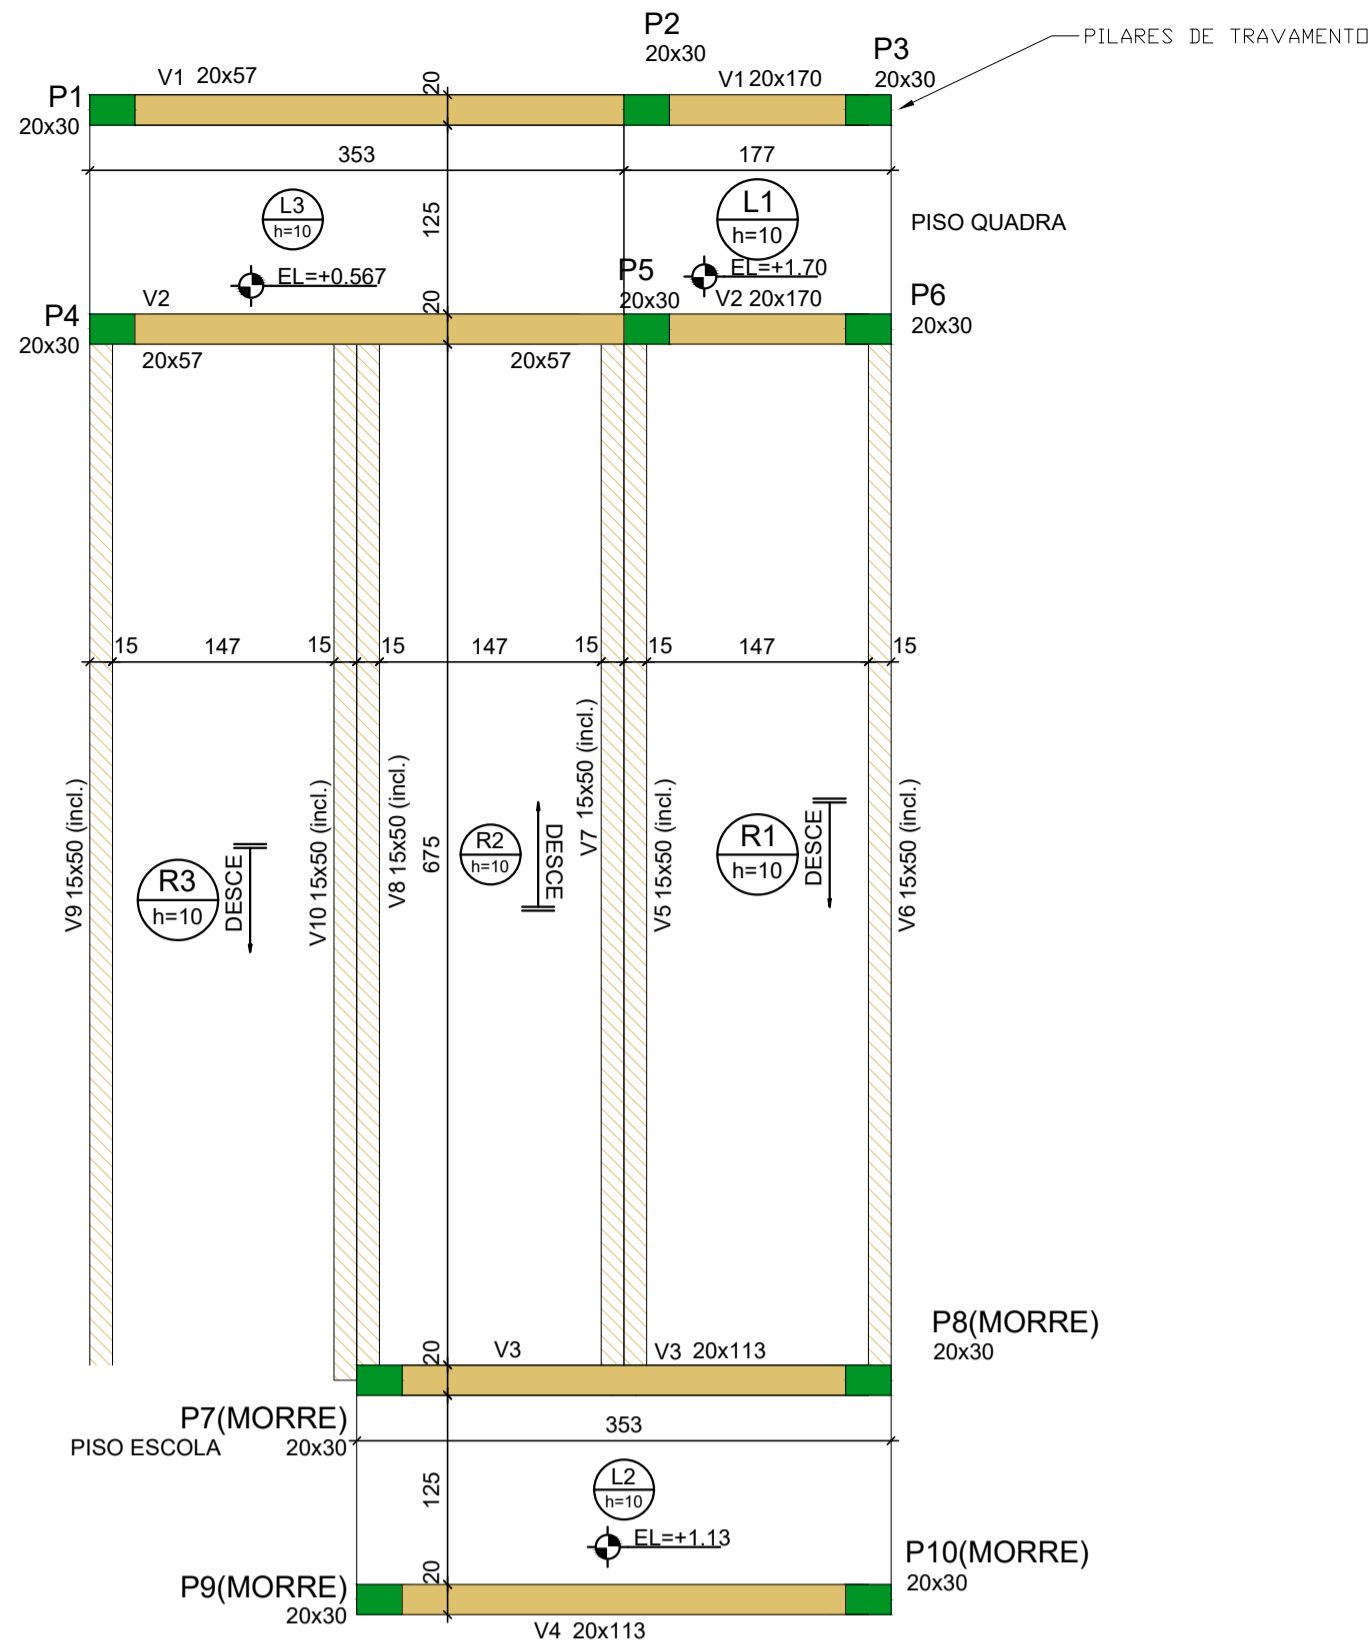 P2
20x30
PILARES DE TRAVAMENTO
P3
20x30
V1 20x57
20
V1 20x170
P1
20x30
353
177
L3
h=10
125
L1
h=10
PISO QUADRA
EL=+0.567
P5
20x30
EL=+1.70
V2
20
V2 20x170
P6
20x30
P4
20x30
20x57
20x57
15
147
15
15
147
15
15
147
15
V9 15x50 (incl.)
R3
h=10
DESCE
V10 15x50 (incl.)
V8 15x50 (incl.)
675
R2
h=10
DESCE
V7 15x50 (incl.)
V5 15x50 (incl.)
R1
h=10
DESCE
V6 15x50 (incl.)
P8(MORRE)
20x30
20
V3
V3 20x113
P7(MORRE)
20x30
PISO ESCOLA
353
125
L2
h=10
EL=+1.13
P10(MORRE)
20x30
P9(MORRE)
20x30
20
V4 20x113